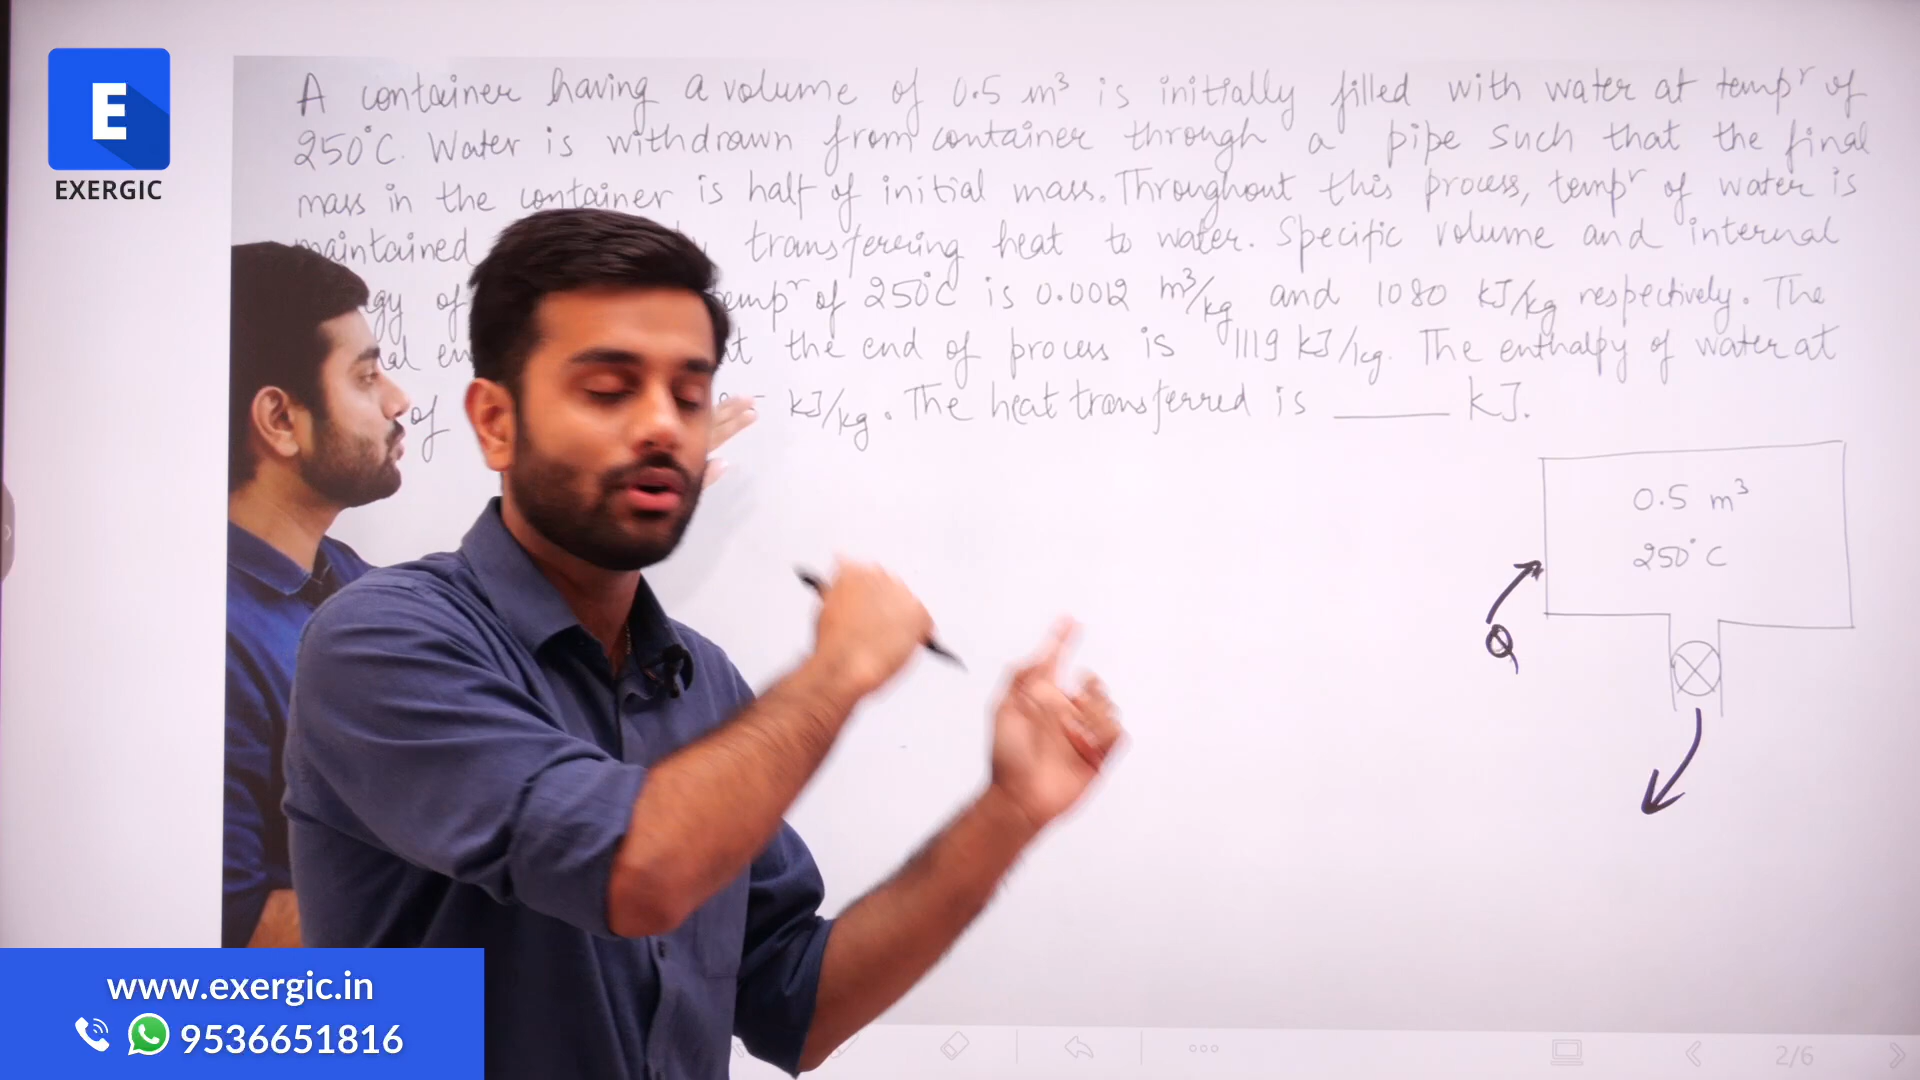 E
EXERGIC
A container having a volume of 0.5 m³ is initially filled with water at tempʳ of
250°C. Water is withdrawn from container through a pipe such that the final
mass in the container is half of initial mass. Throughout this process, tempʳ of water is
maintained transferring heat to water. Specific volume and internal
of tempʳ of 250°C is 0.0012 m³/kg and 1080 kJ/kg respectively. The
the end of process is 1119 kJ/kg. The enthalpy of water at
of kJ/kg. The heat transferred is ______ kJ.
0.5 m³
250°C
Q
www.exergic.in
9536651816
2/6